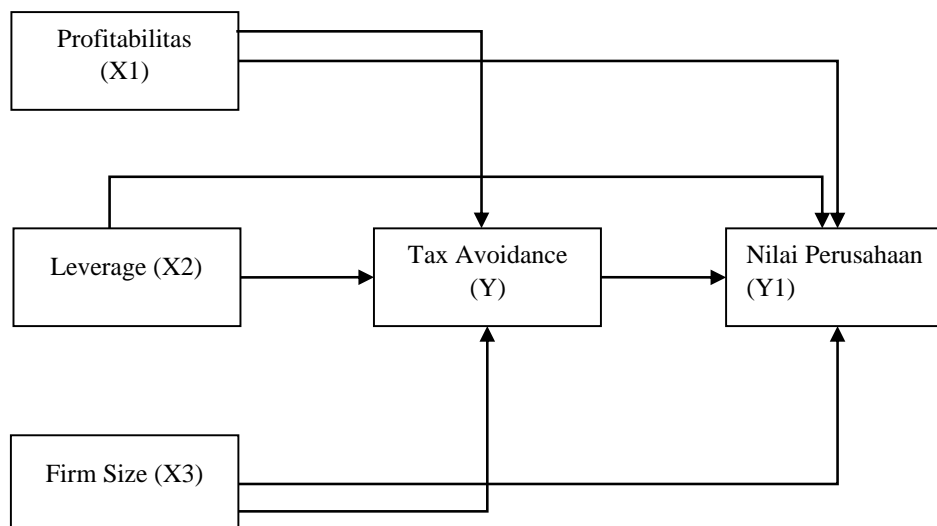 Profitabilitas
(X1)
Leverage (X2)
Tax Avoidance
(Y)
Nilai Perusahaan
(Y1)
Firm Size (X3)